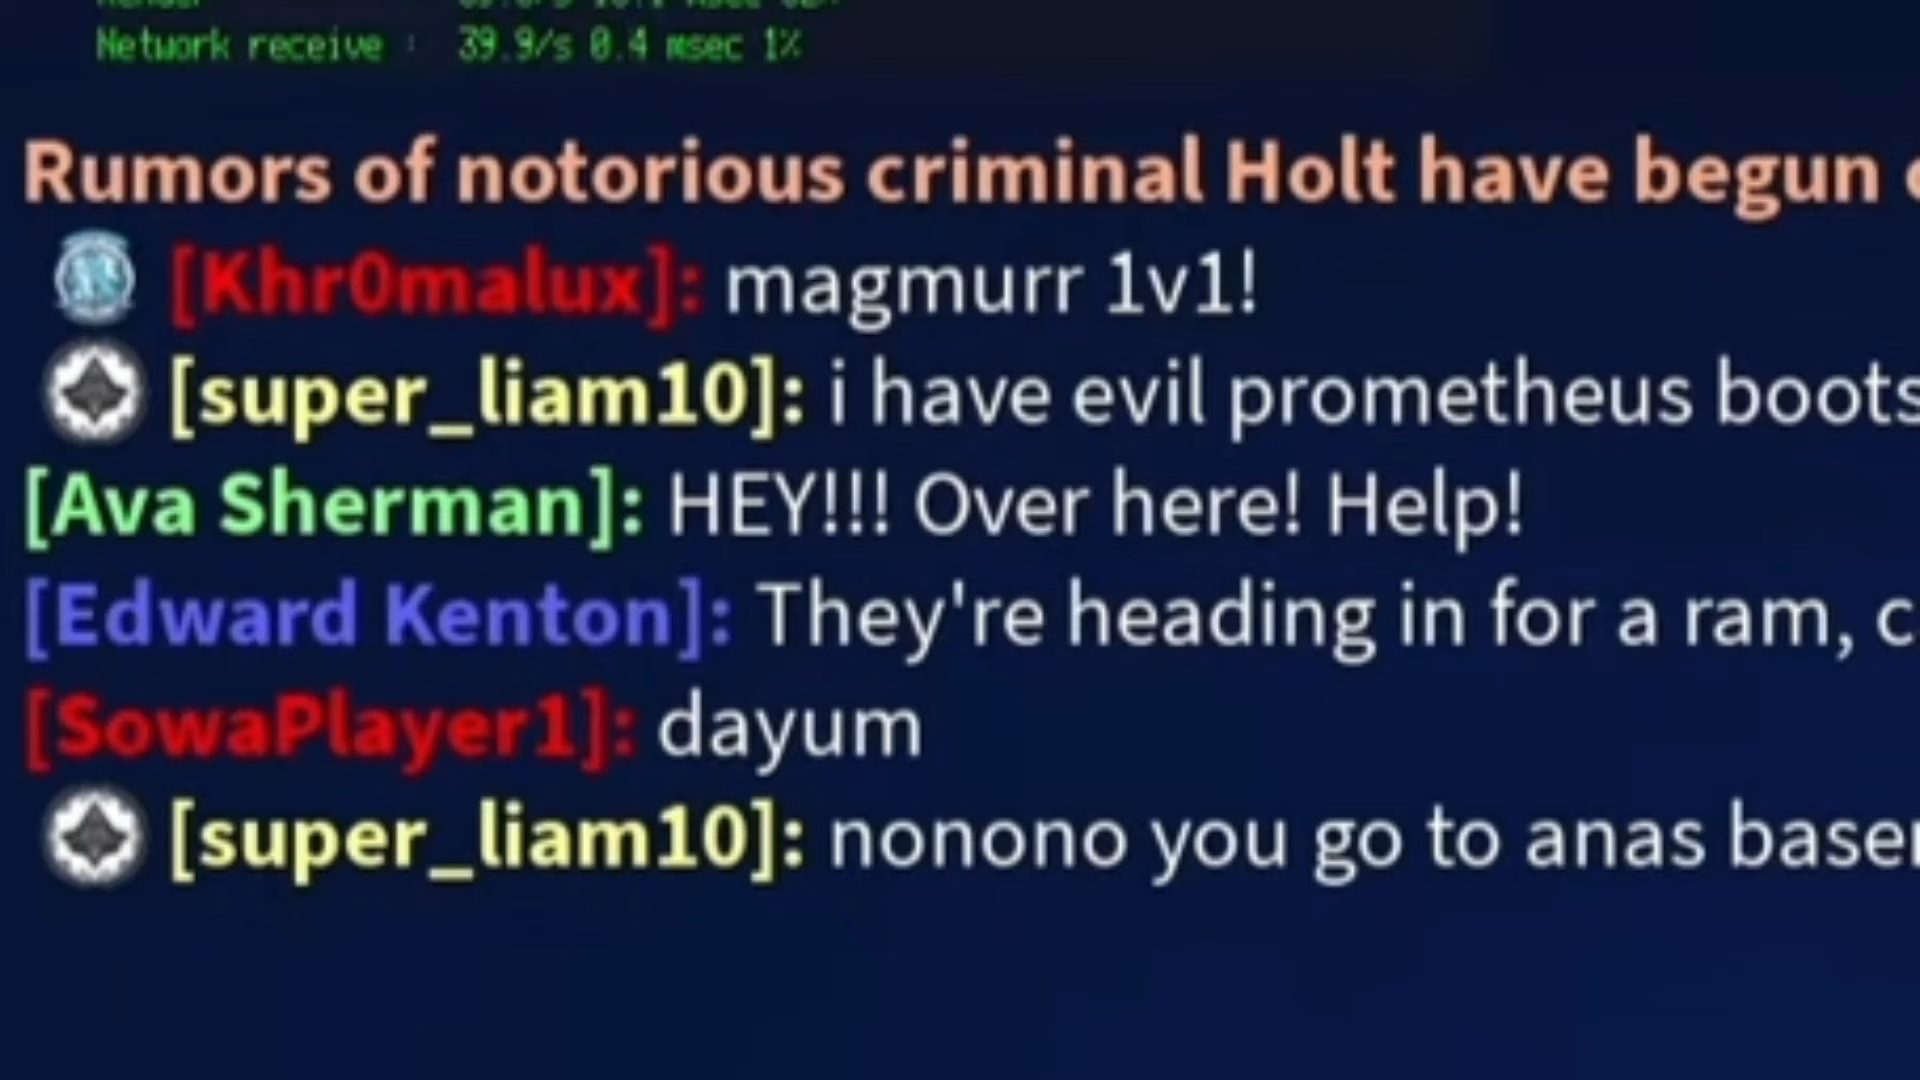 Network receive : 39.9/s 0.4 msec 1%
Rumors of notorious criminal Holt have begun
[Khr0malux]: magmurr 1v1!
[super_liam10]: i have evil prometheus boots
[Ava Sherman]: HEY!!! Over here! Help!
[Edward Kenton]: They're heading in for a ram,
[SowaPlayer1]: dayum
[super_liam10]: nonono you go to anas